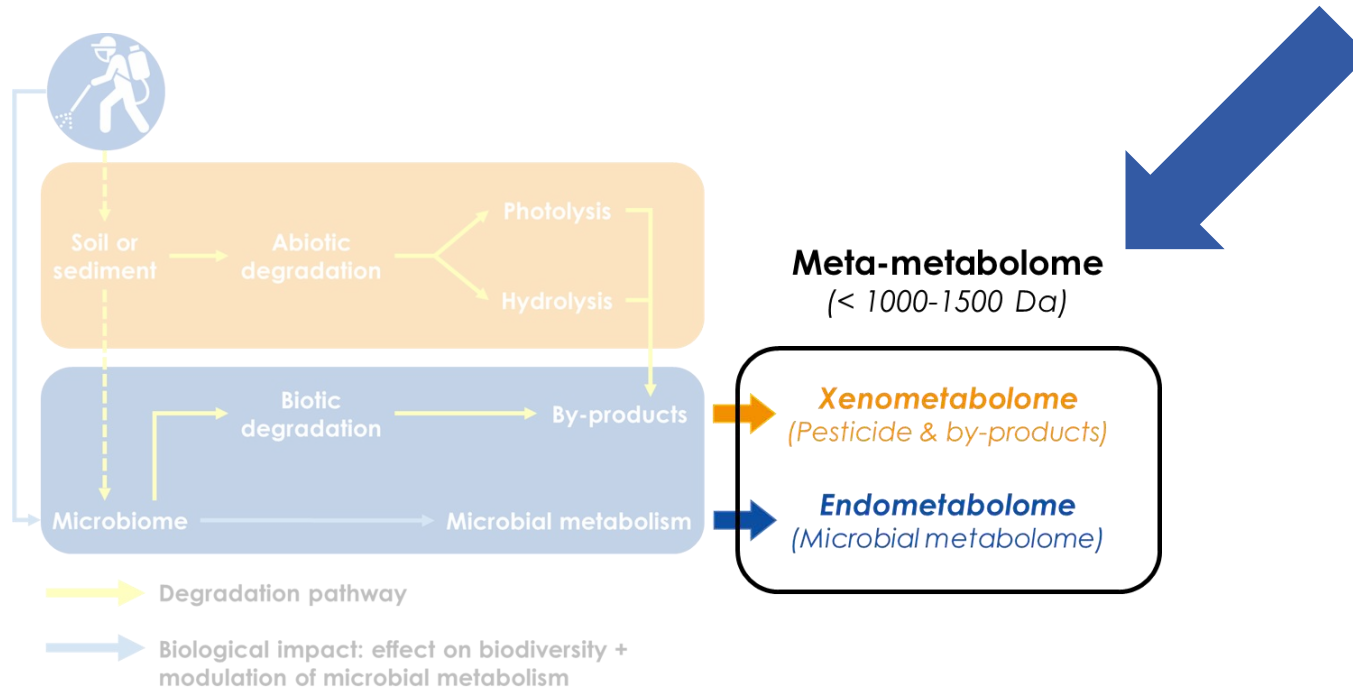 Photolysis
Soil or
sediment
Abiotic
degradation
Hydrolysis
Meta-metabolome
(< 1000-1500 Da)
Biotic
degradation
By-products
Xenometabolome
(Pesticide & by-products)
Microbiome
Microbial metabolism
Endometabolome
(Microbial metabolome)
Degradation pathway
Biological impact: effect on biodiversity +
modulation of microbial metabolism